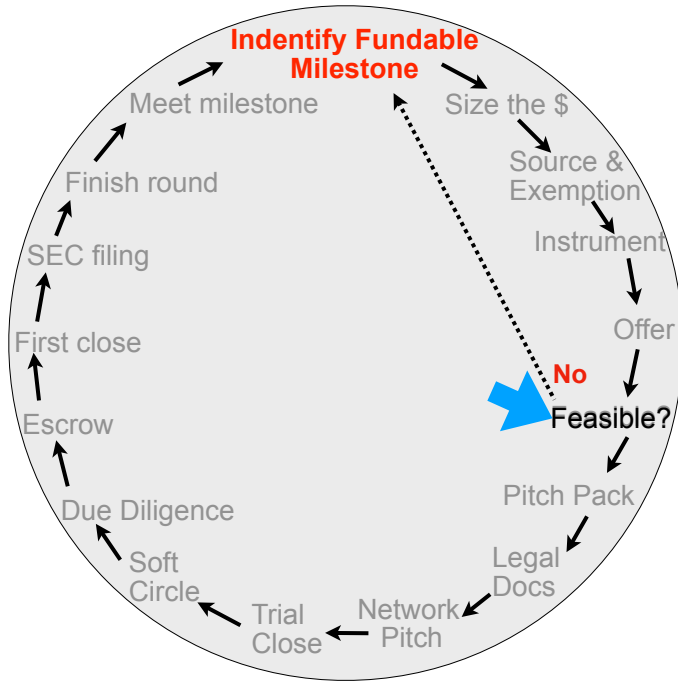 Indentify Fundable
Milestone
Size the $
Source &
Exemption
Instrument
Offer
No
Feasible?
Pitch Pack
Legal
Docs
Network
Pitch
Trial
Close
Soft
Circle
Due Diligence
Escrow
First close
SEC filing
Finish round
Meet milestone